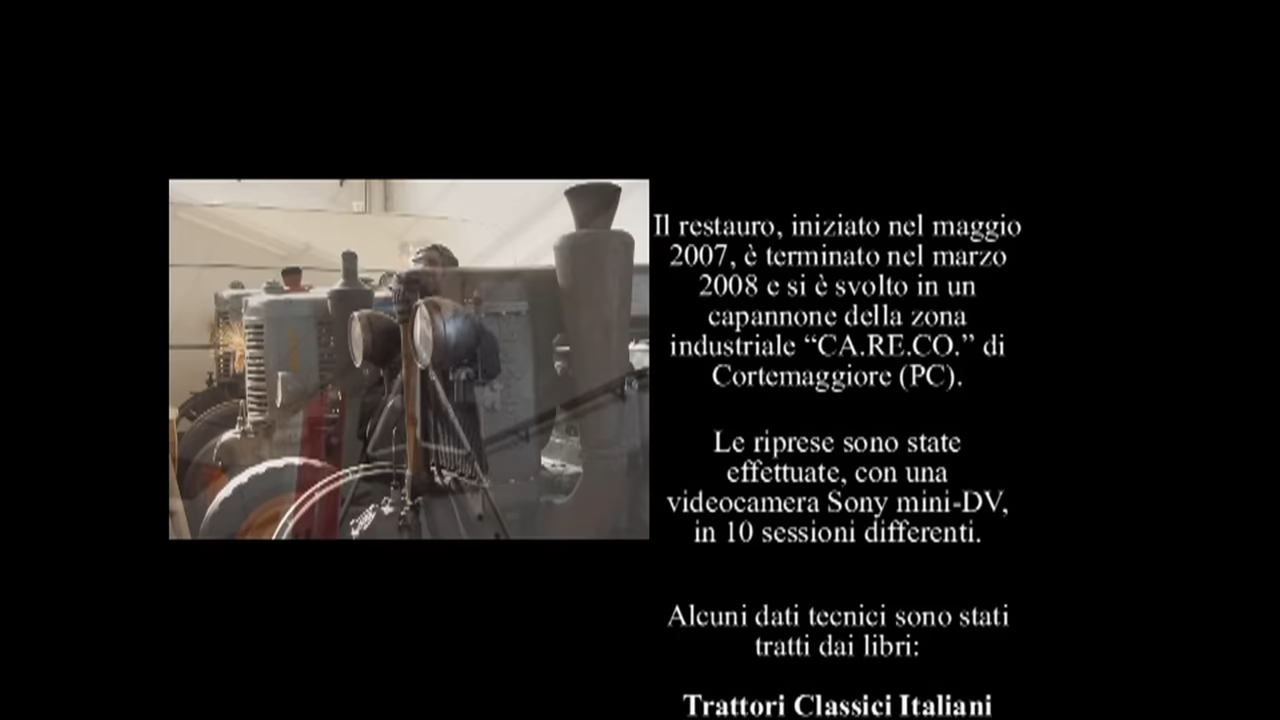 Il restauro, iniziato nel maggio
2007, è terminato nel marzo
2008 e si è svolto in un
capannone della zona
industriale “CA.RE.CO.” di
Cortemaggiore (PC).
Le riprese sono state
effettuate, con una
videocamera Sony mini-DV,
in 10 sessioni differenti.
Alcuni dati tecnici sono stati
tratti dai libri:
Trattori Classici Italiani